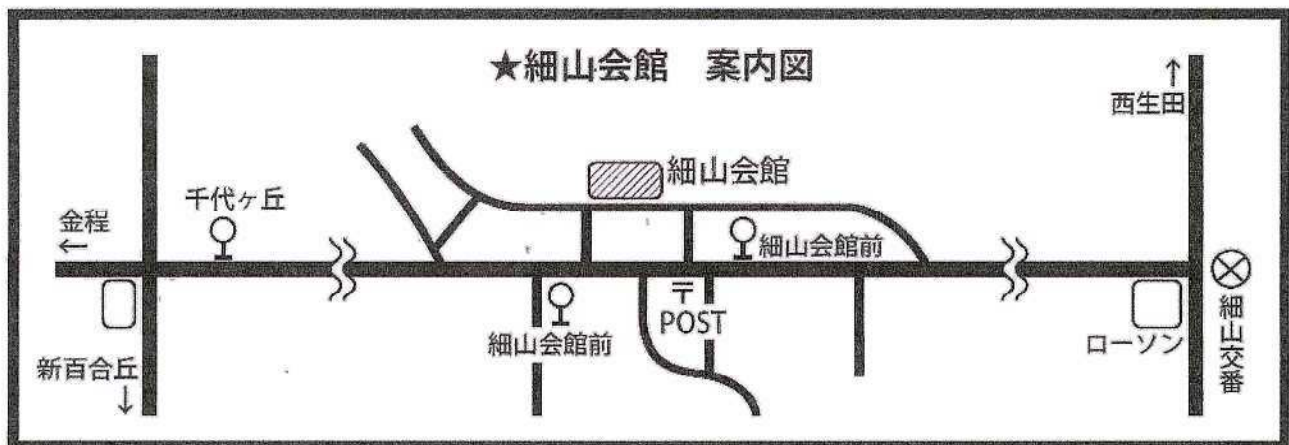 ★細山会館 案内図
↑
西生田
細山会館
千代ヶ丘
金程
←
細山会館前
〒
POST
細山会館前
ローソン
細山交番
新百合丘
↓